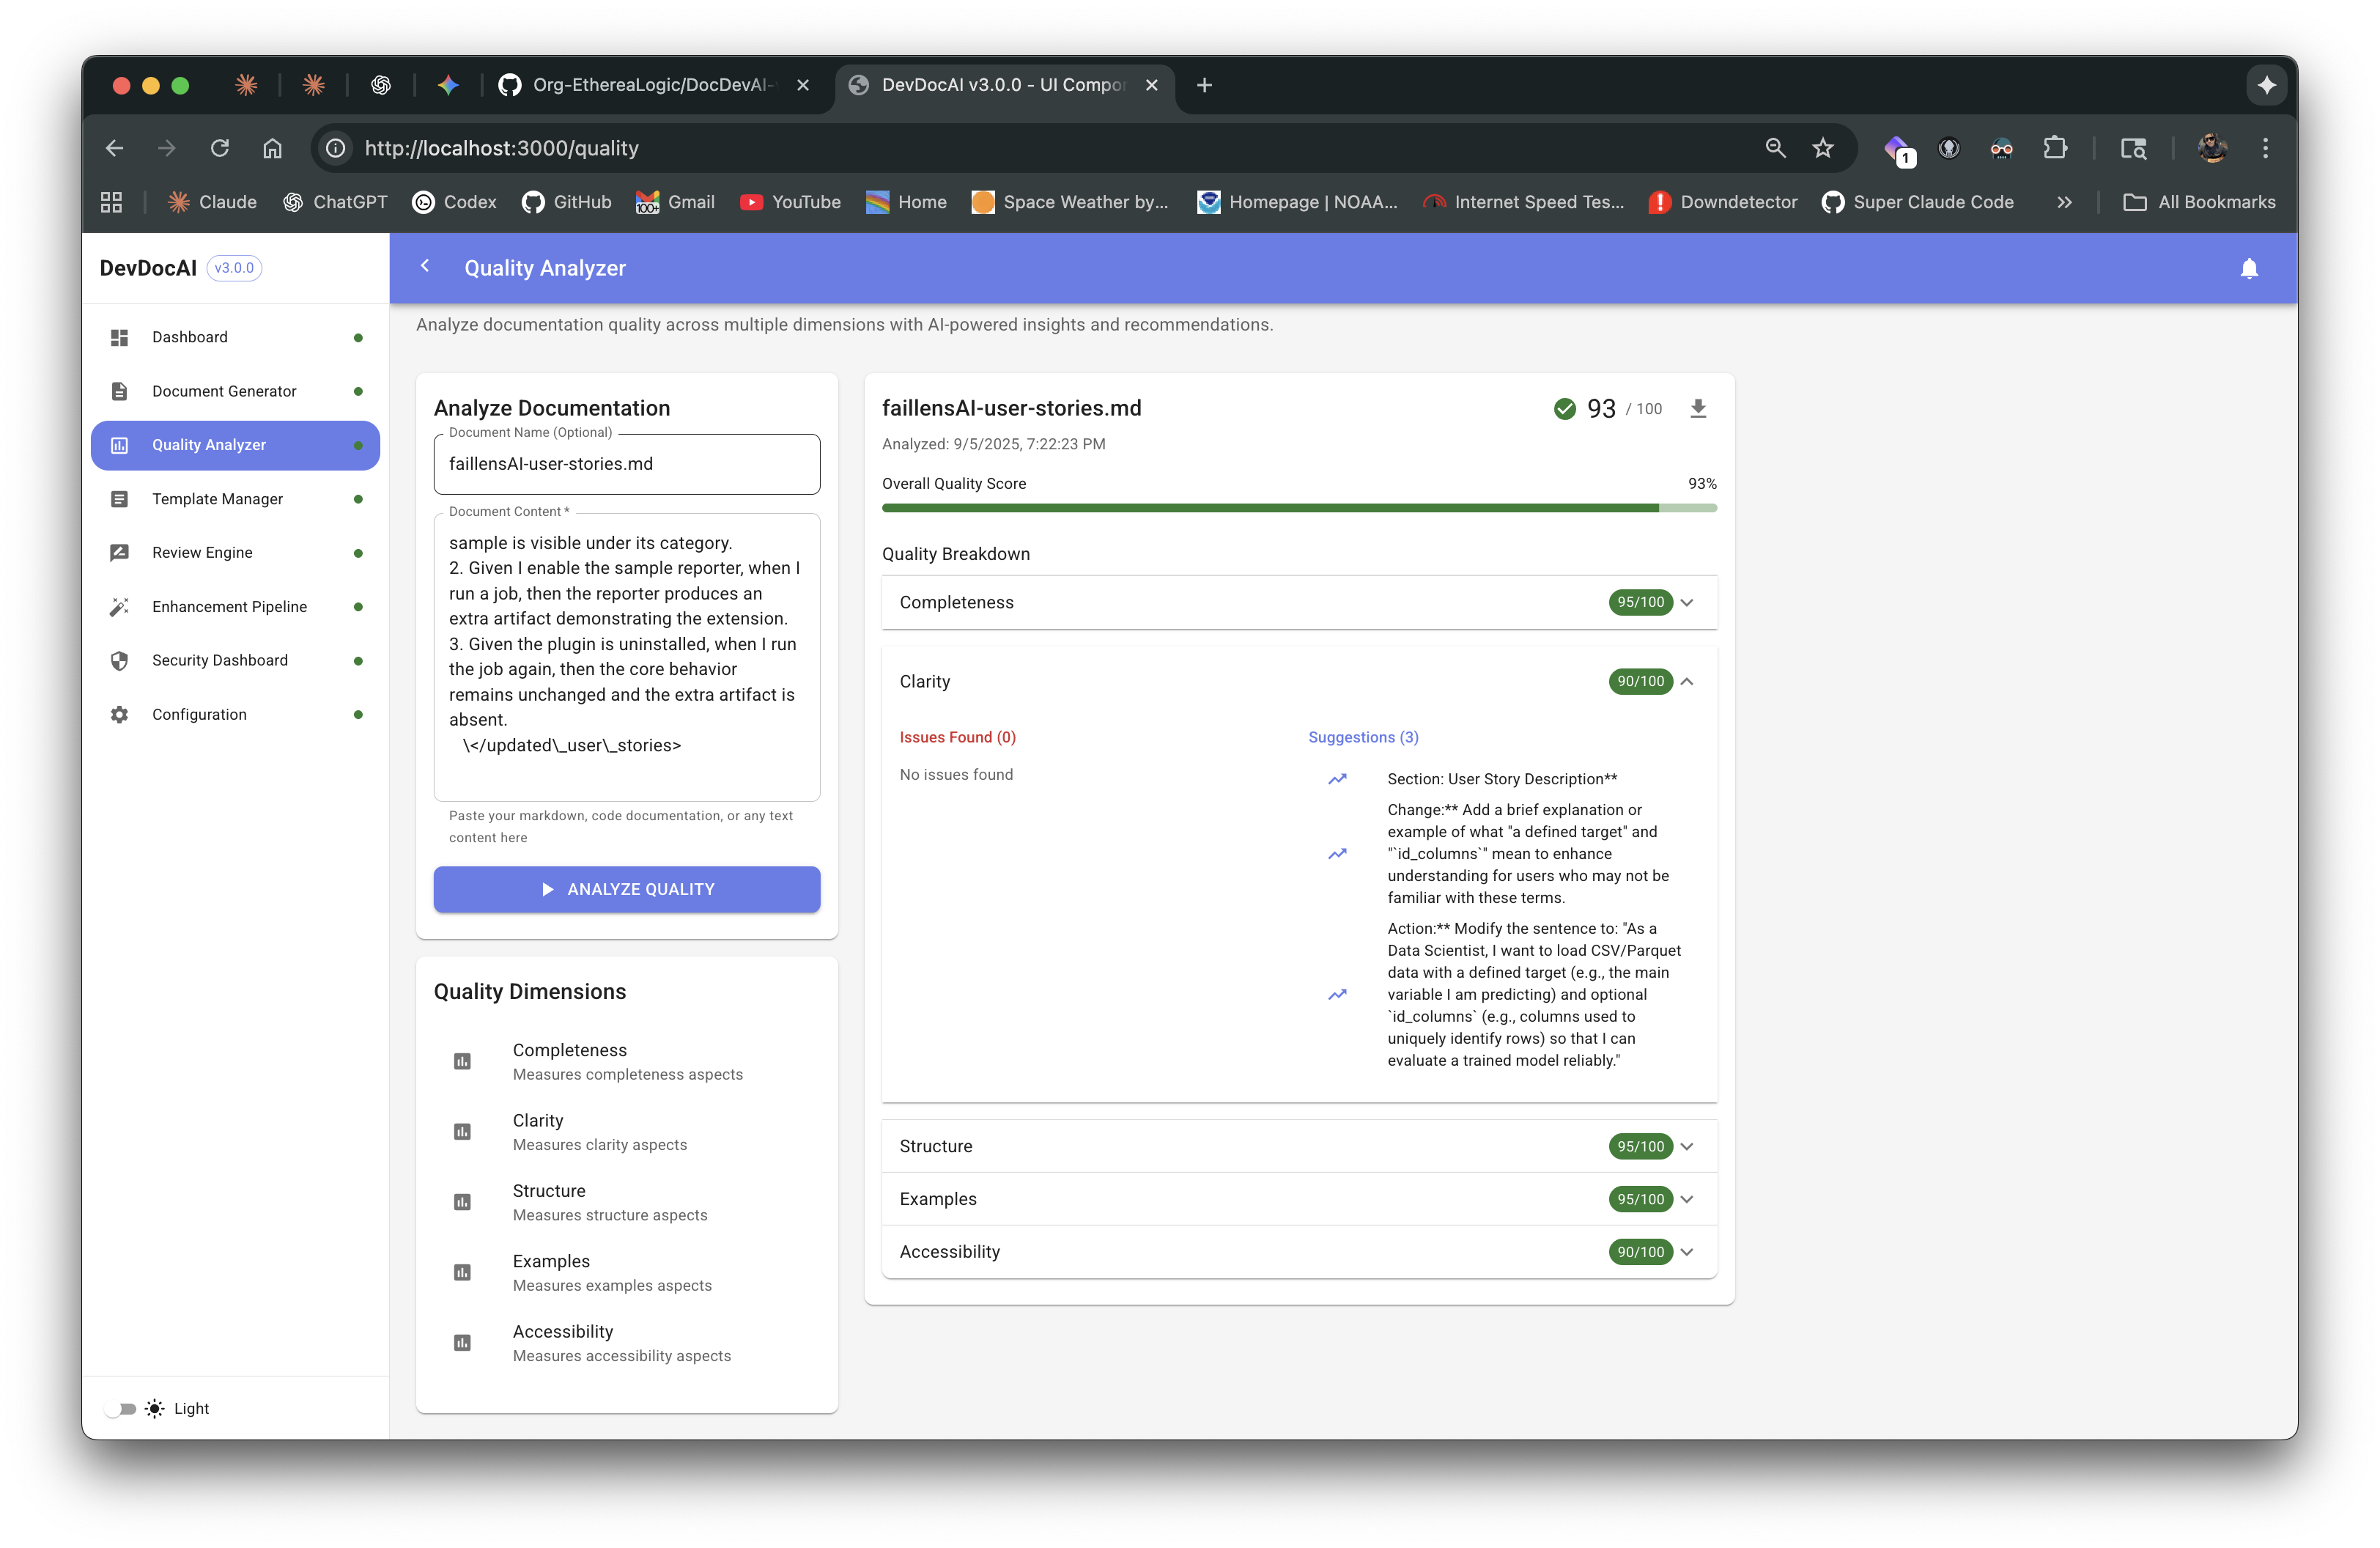 Org-EthereaLogic/DocDevAI-
DevDocAI v3.0.0 - UI Compor
http://localhost:3000/quality
1
Claude
ChatGPT
Codex
GitHub
100+
Gmail
YouTube
Home
Space Weather by...
Homepage | NOAA...
Internet Speed Tes...
Downdetector
Super Claude Code
All Bookmarks
DevDocAI v3.0.0
Quality Analyzer
Dashboard
Document Generator
Quality Analyzer
Template Manager
Review Engine
Enhancement Pipeline
Security Dashboard
Configuration
Light
Analyze documentation quality across multiple dimensions with AI-powered insights and recommendations.
Analyze Documentation
Document Name (Optional)
faillensAI-user-stories.md
Document Content *
sample is visible under its category.
2. Given I enable the sample reporter, when I
run a job, then the reporter produces an
extra artifact demonstrating the extension.
3. Given the plugin is uninstalled, when I run
the job again, then the core behavior
remains unchanged and the extra artifact is
absent.
\</updated\_user\_stories>
Paste your markdown, code documentation, or any text
content here
ANALYZE QUALITY
Quality Dimensions
Completeness
Measures completeness aspects
Clarity
Measures clarity aspects
Structure
Measures structure aspects
Examples
Measures examples aspects
Accessibility
Measures accessibility aspects
faillensAI-user-stories.md
93 / 100
Analyzed: 9/5/2025, 7:22:23 PM
Overall Quality Score
93%
Quality Breakdown
Completeness
95/100
Clarity
90/100
Issues Found (0)
No issues found
Suggestions (3)
Section: User Story Description**
Change:** Add a brief explanation or
example of what "a defined target" and
"`id_columns`" mean to enhance
understanding for users who may not be
familiar with these terms.
Action:** Modify the sentence to: "As a
Data Scientist, I want to load CSV/Parquet
data with a defined target (e.g., the main
variable I am predicting) and optional
`id_columns` (e.g., columns used to
uniquely identify rows) so that I can
evaluate a trained model reliably."
Structure
95/100
Examples
95/100
Accessibility
90/100